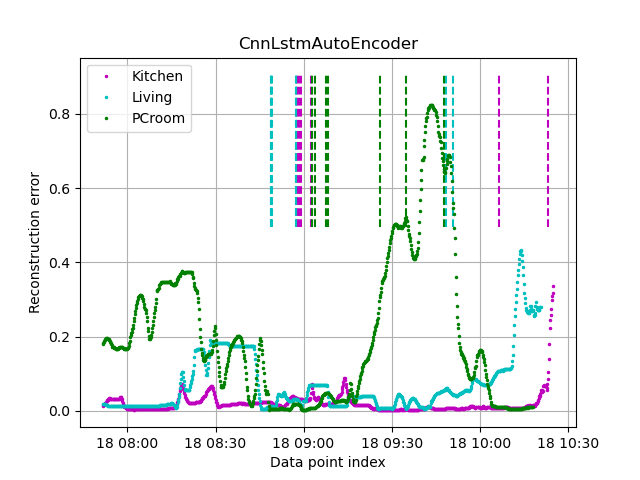 CnnLstmAutoEncoder
Kitchen
Living
PCroom
Reconstruction error
0.8
0.6
0.4
0.2
0.0
18 08:00 18 08:30 18 09:00 18 09:30 18 10:00 18 10:30
Data point index